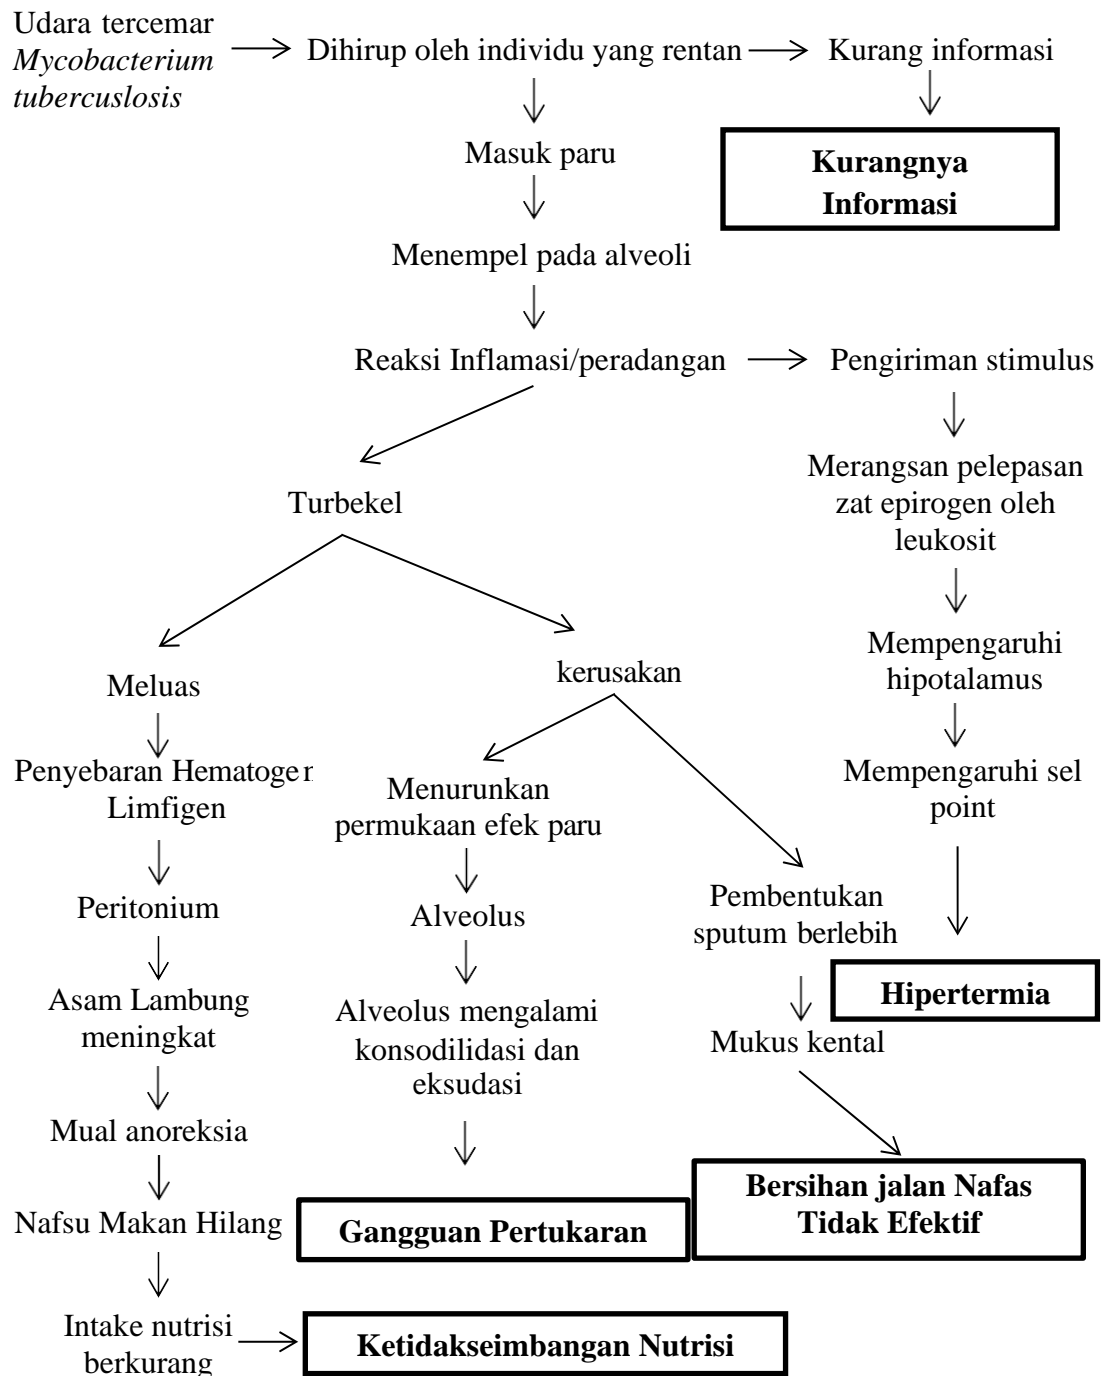 Udara tercemar
Mycobacterium
tubercuslosis
Dihirup oleh individu yang rentan
Kurang informasi
Masuk paru
Kurangnya
Informasi
Menempel pada alveoli
Reaksi Inflamasi/peradangan
Pengiriman stimulus
Turbekel
Merangsan pelepasan
zat epirogen oleh
leukosit
Meluas
kerusakan
Mempengaruhi
hipotalamus
Penyebaran Hematogen
Limfigen
Menurunkan
permukaan efek paru
Mempengaruhi sel
point
Peritonium
Alveolus
Pembentukan
sputum berlebih
Hipertermia
Asam Lambung
meningkat
Alveolus mengalami
konsodilidasi dan
eksudasi
Mukus kental
Mual anoreksia
Bersihan jalan Nafas
Tidak Efektif
Nafsu Makan Hilang
Gangguan Pertukaran
Intake nutrisi
berkurang
Ketidakseimbangan Nutrisi